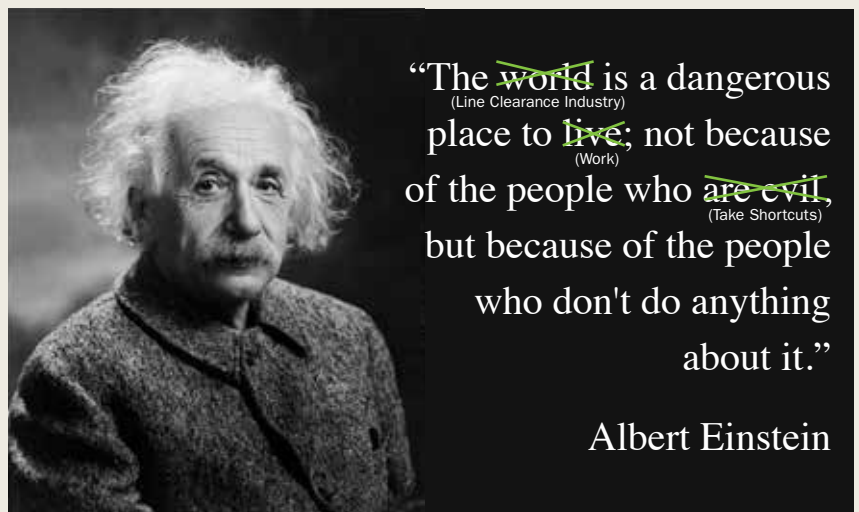 “The world is a dangerous
(Line Clearance Industry)
place to live; not because
(Work)
of the people who are evil,
(Take Shortcuts)
but because of the people
who don't do anything
about it.”
Albert Einstein